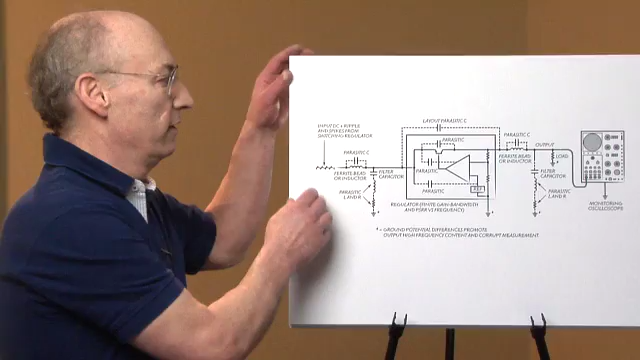 LAYOUT PARASITIC C
INPUT DC + RIPPLE
AND SPIKES FROM
SWITCHING REGULATOR
PARASITIC
PARASITIC C
OUTPUT
PARASITIC C
FERRITE BEAD
OR INDUCTOR
LOAD
FERRITE BEAD
OR INDUCTOR
FILTER
CAPACITOR
PARASITIC
FILTER
CAPACITOR
PARASITIC
REF
PARASITIC
L AND R
PARASITIC
L AND R
REGULATOR (FINITE GAIN-BANDWIDTH
AND PSRR VS FREQUENCY)
MONITORING
OSCILLOSCOPE
* = GROUND POTENTIAL DIFFERENCES PROMOTE
OUTPUT HIGH FREQUENCY CONTENT AND CORRUPT MEASUREMENT.